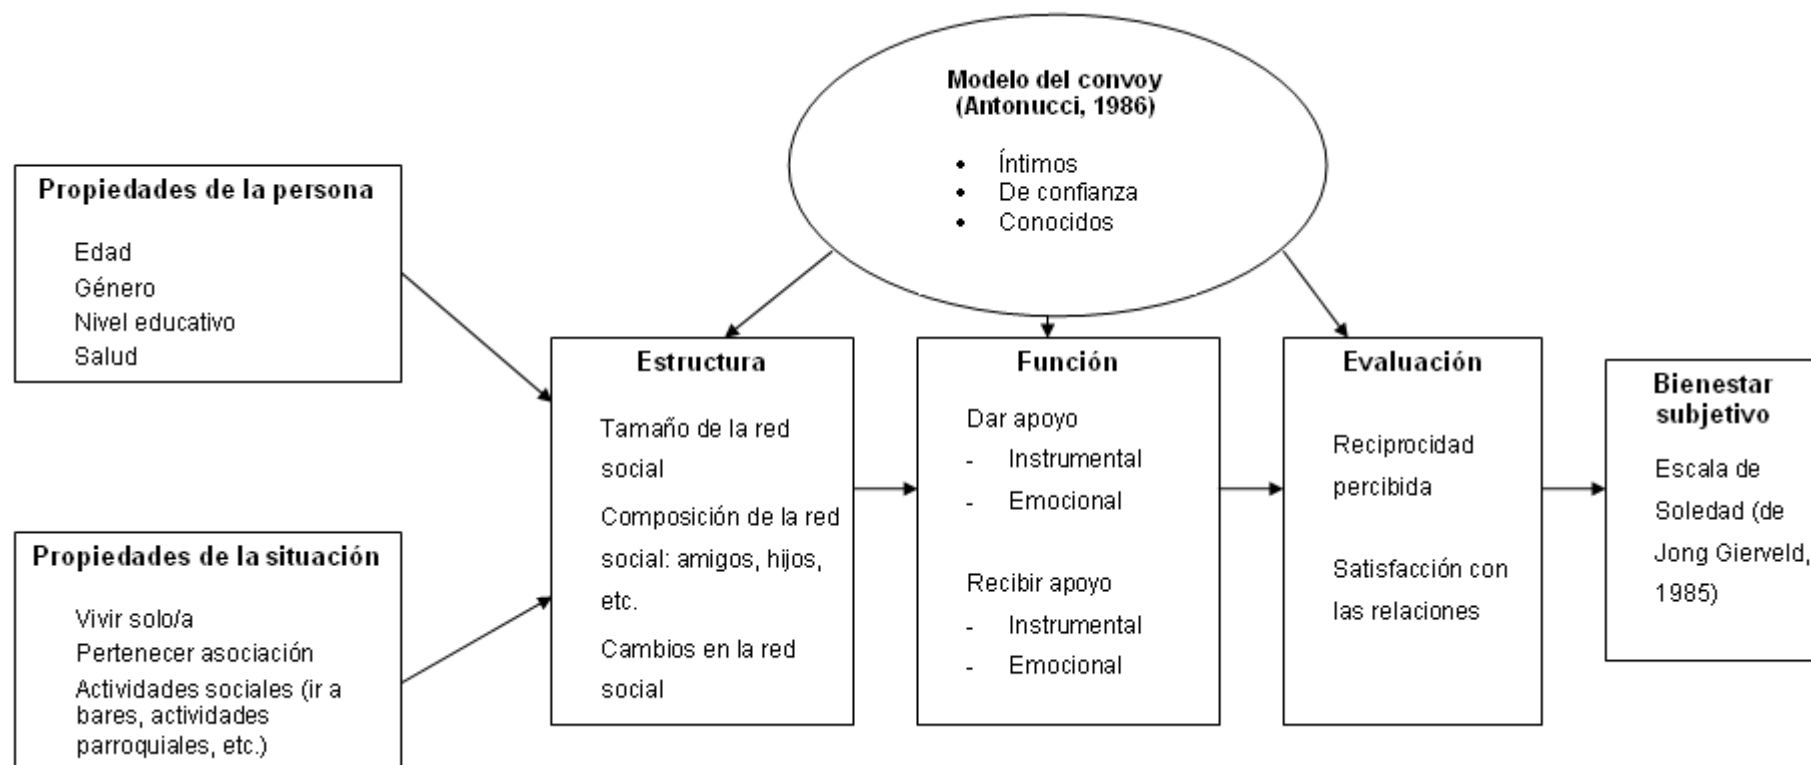 Modelo del convoy
(Antonucci, 1986)
• Íntimos
• De confianza
• Conocidos
Propiedades de la persona
Edad
Género
Nivel educativo
Salud
Propiedades de la situación
Vivir solo/a
Pertenecer asociación
Actividades sociales (ir a
bares, actividades
parroquiales, etc.)
Estructura
Tamaño de la red
social
Composición de la red
social: amigos, hijos,
etc.
Cambios en la red
social
Función
Dar apoyo
- Instrumental
- Emocional
Recibir apoyo
- Instrumental
- Emocional
Evaluación
Reciprocidad
percibida
Satisfacción con
las relaciones
Bienestar
subjetivo
Escala de
Soledad (de
Jong Gierveld,
1985)